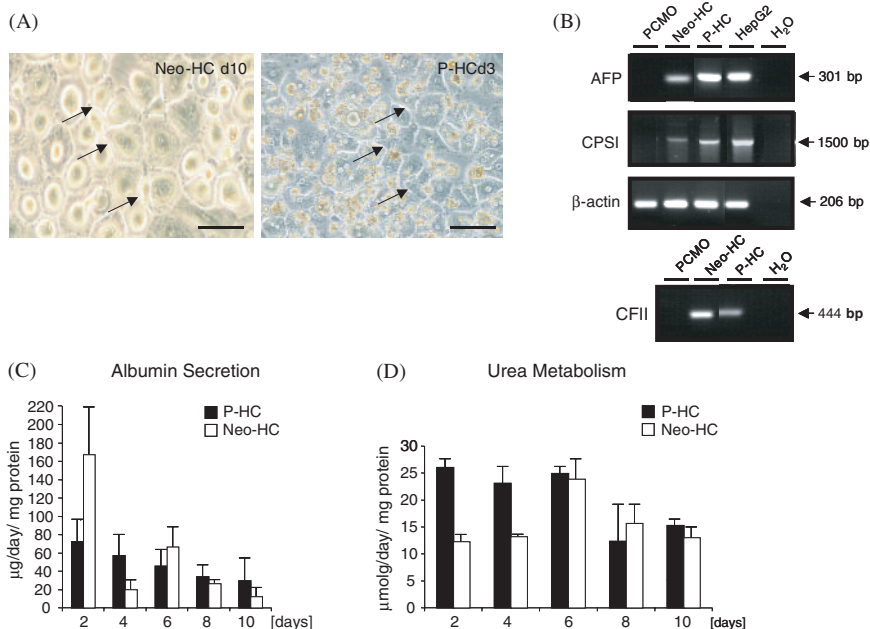 (A)
Neo-HC d10
P-HCd3
(B)
PCMO
Neo-HC
P-HC
HepG2
H2O
AFP
301 bp
CPSI
1500 bp
β-actin
206 bp
PCMO
Neo-HC
P-HC
H2O
CFII
444 bp
(C)
Albumin Secretion
µg/day/ mg protein
220
200
180
160
140
120
100
80
60
40
20
0
P-HC
Neo-HC
2 4 6 8 10 [days]
(D)
Urea Metabolism
µmolg/day/ mg protein
30
25
20
15
10
5
0
P-HC
Neo-HC
2 4 6 8 10 [days]